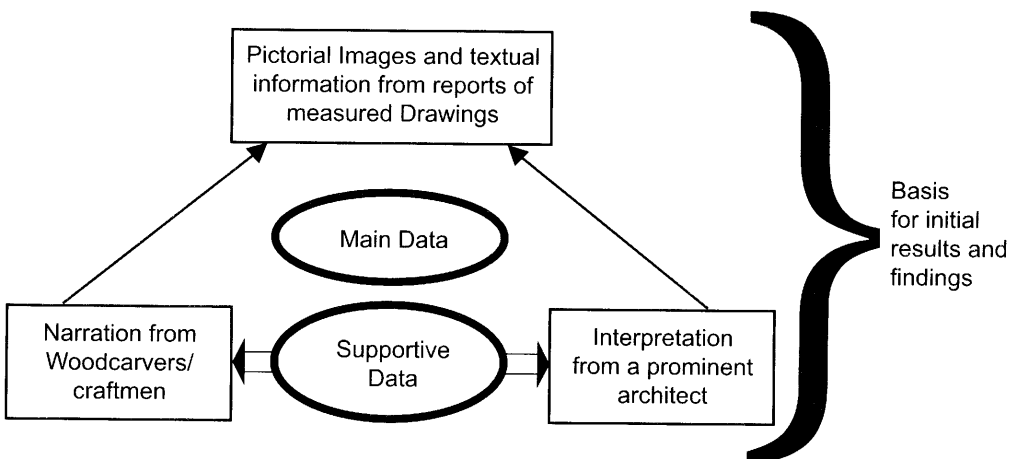 Pictorial Images and textual
information from reports of
measured Drawings
Main Data
Basis
for initial
results and
findings
Narration from
Woodcarvers/
craftmen
Supportive
Data
Interpretation
from a prominent
architect